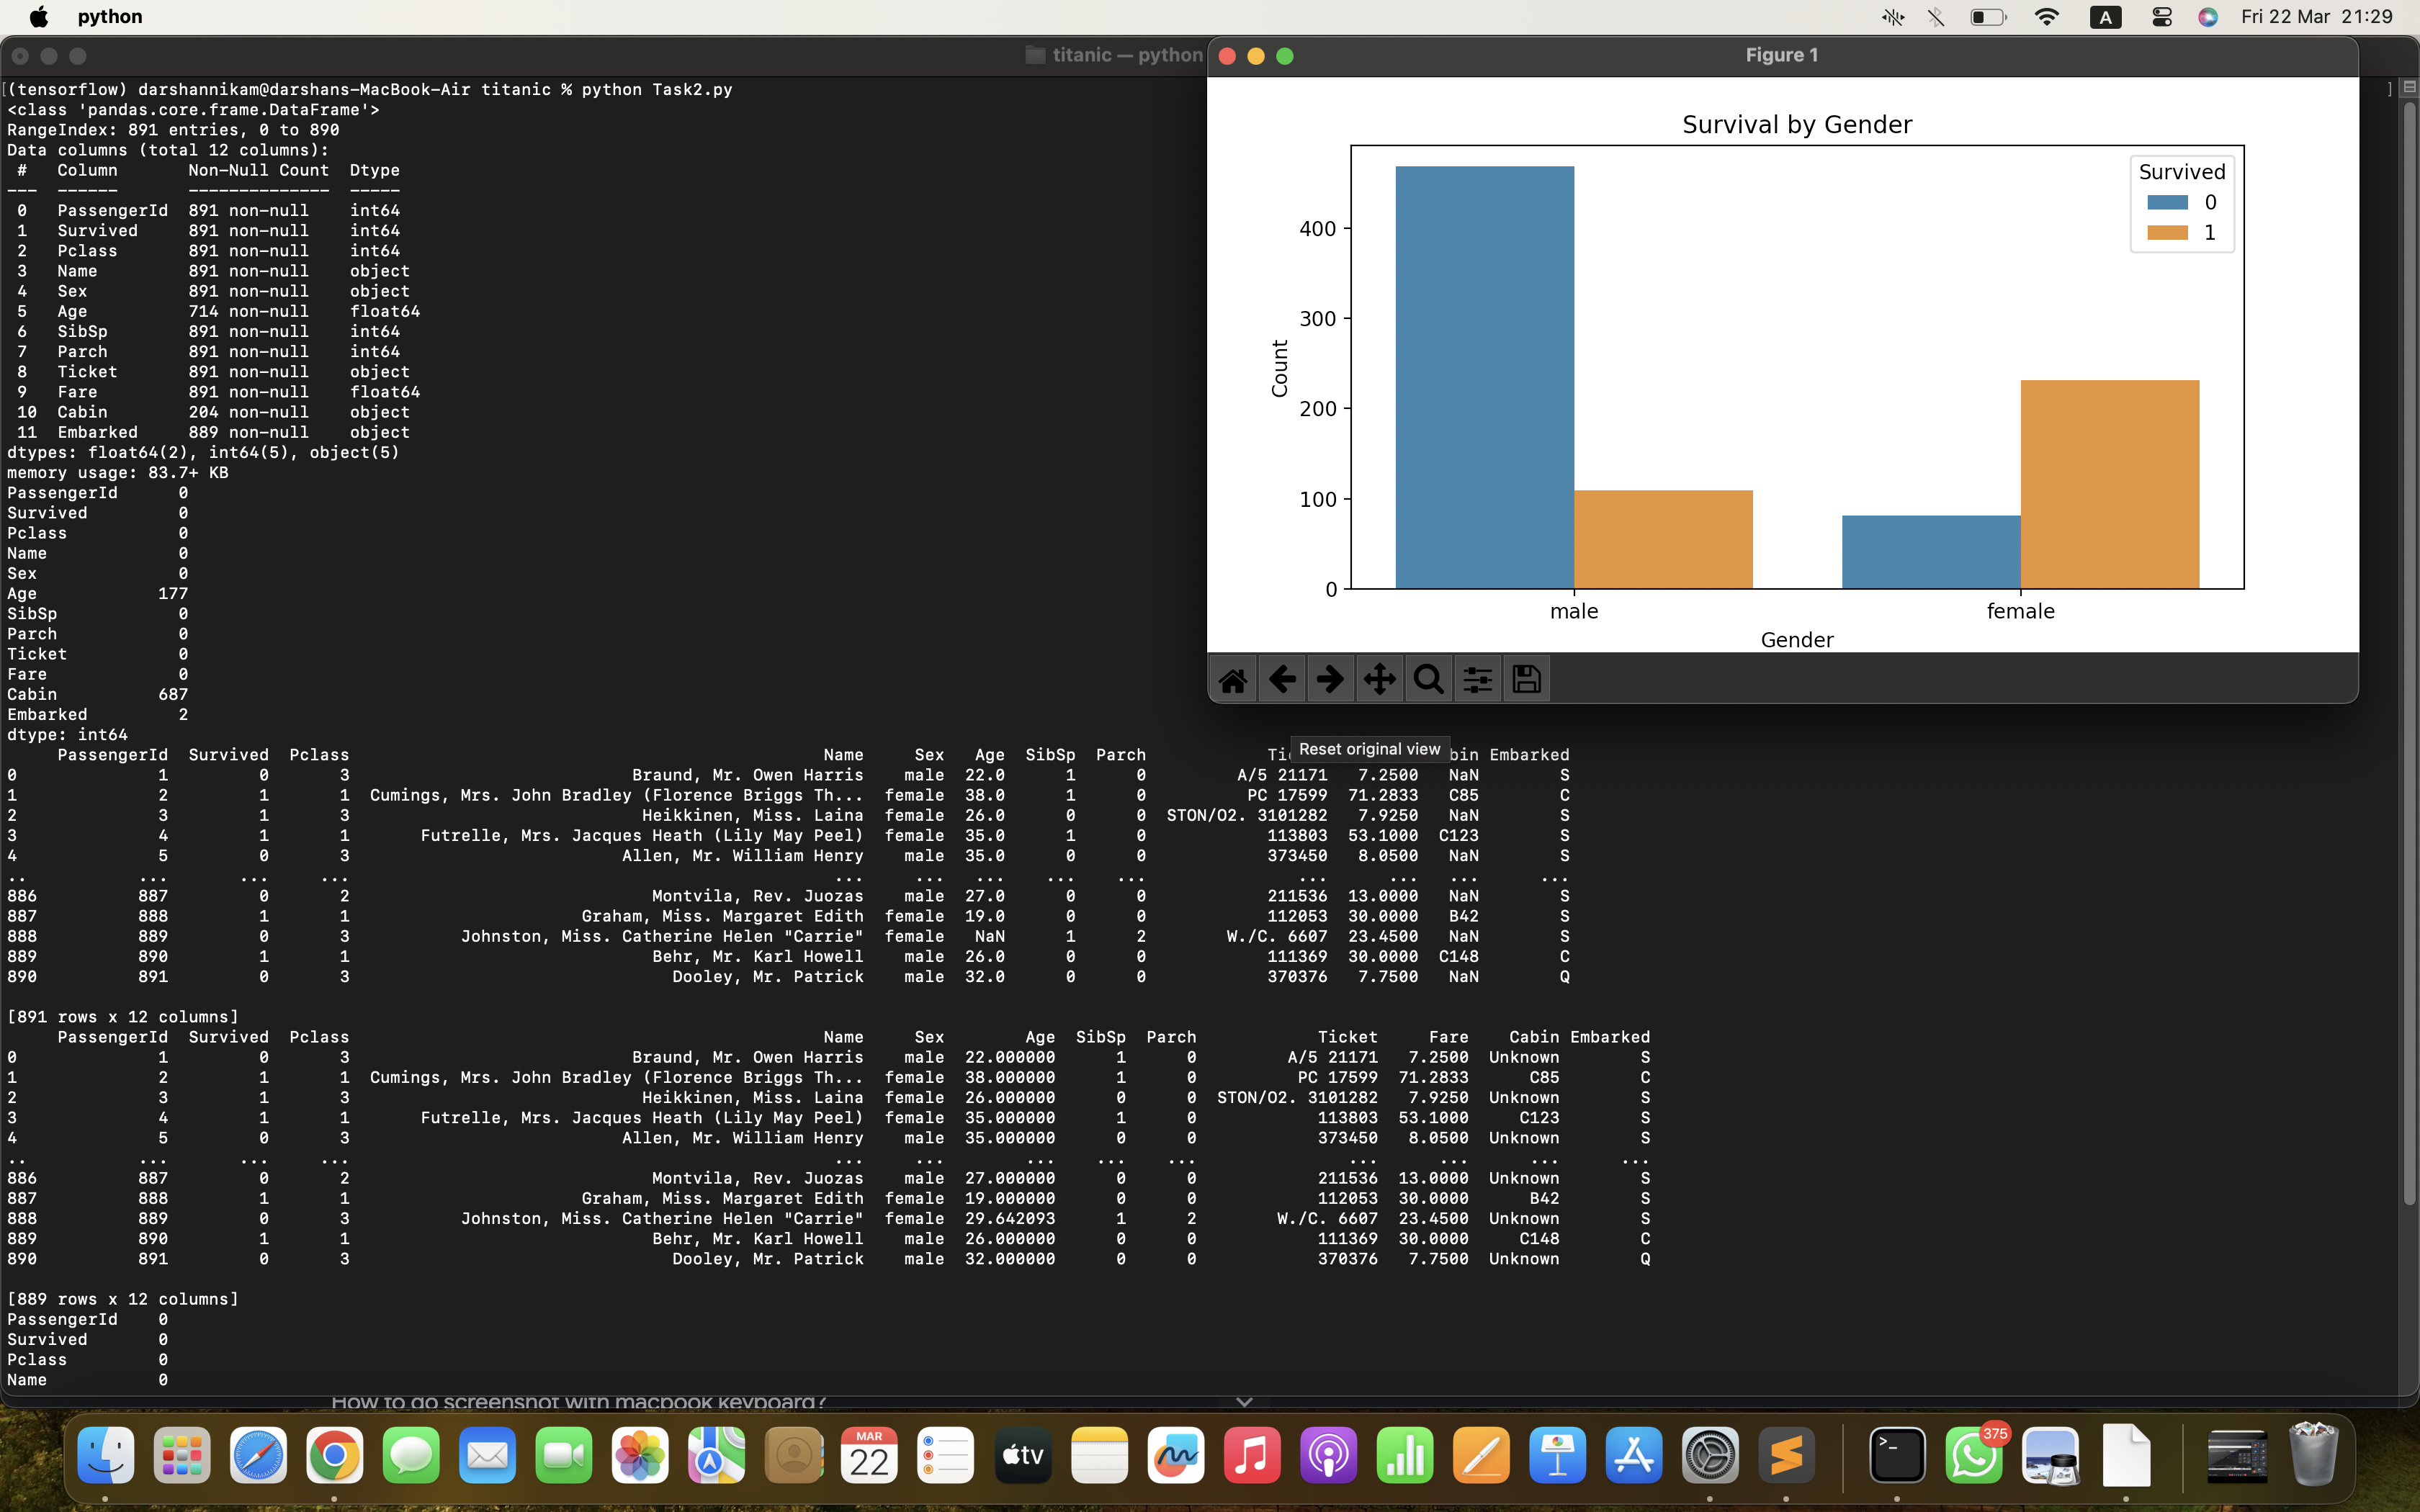 python
A
Fri 22 Mar 21:29
titanic — python
[(tensorflow) darshannikam@darshans-MacBook-Air titanic % python Task2.py ]
<class 'pandas.core.frame.DataFrame'>
RangeIndex: 891 entries, 0 to 890
Data columns (total 12 columns):
 #   Column       Non-Null Count  Dtype
---  ------       --------------  -----
 0   PassengerId  891 non-null    int64
 1   Survived     891 non-null    int64
 2   Pclass       891 non-null    int64
 3   Name         891 non-null    object
 4   Sex          891 non-null    object
 5   Age          714 non-null    float64
 6   SibSp        891 non-null    int64
 7   Parch        891 non-null    int64
 8   Ticket       891 non-null    object
 9   Fare         891 non-null    float64
 10  Cabin        204 non-null    object
 11  Embarked     889 non-null    object
dtypes: float64(2), int64(5), object(5)
memory usage: 83.7+ KB
PassengerId      0
Survived         0
Pclass           0
Name             0
Sex              0
Age            177
SibSp            0
Parch            0
Ticket           0
Fare             0
Cabin          687
Embarked         2
dtype: int64
     PassengerId  Survived  Pclass  Name  Sex  Age  SibSp  Parch  Ti bin Embarked
0    1  0  3  Braund, Mr. Owen Harris  male  22.0  1  0  A/5 21171  7.2500  NaN  S
1    2  1  1  Cumings, Mrs. John Bradley (Florence Briggs Th...  female  38.0  1  0  PC 17599  71.2833  C85  C
2    3  1  3  Heikkinen, Miss. Laina  female  26.0  0  0  STON/O2. 3101282  7.9250  NaN  S
3    4  1  1  Futrelle, Mrs. Jacques Heath (Lily May Peel)  female  35.0  1  0  113803  53.1000  C123  S
4    5  0  3  Allen, Mr. William Henry  male  35.0  0  0  373450  8.0500  NaN  S
..   ...  ...  ...  ...  ...  ...  ...  ...  ...  ...  ...  ...
886  887  0  2  Montvila, Rev. Juozas  male  27.0  0  0  211536  13.0000  NaN  S
887  888  1  1  Graham, Miss. Margaret Edith  female  19.0  0  0  112053  30.0000  B42  S
888  889  0  3  Johnston, Miss. Catherine Helen "Carrie"  female  NaN  1  2  W./C. 6607  23.4500  NaN  S
889  890  1  1  Behr, Mr. Karl Howell  male  26.0  0  0  111369  30.0000  C148  C
890  891  0  3  Dooley, Mr. Patrick  male  32.0  0  0  370376  7.7500  NaN  Q
[891 rows x 12 columns]
     PassengerId  Survived  Pclass  Name  Sex  Age  SibSp  Parch  Ticket  Fare  Cabin Embarked
0    1  0  3  Braund, Mr. Owen Harris  male  22.000000  1  0  A/5 21171  7.2500  Unknown  S
1    2  1  1  Cumings, Mrs. John Bradley (Florence Briggs Th...  female  38.000000  1  0  PC 17599  71.2833  C85  C
2    3  1  3  Heikkinen, Miss. Laina  female  26.000000  0  0  STON/O2. 3101282  7.9250  Unknown  S
3    4  1  1  Futrelle, Mrs. Jacques Heath (Lily May Peel)  female  35.000000  1  0  113803  53.1000  C123  S
4    5  0  3  Allen, Mr. William Henry  male  35.000000  0  0  373450  8.0500  Unknown  S
..   ...  ...  ...  ...  ...  ...  ...  ...  ...  ...  ...  ...
886  887  0  2  Montvila, Rev. Juozas  male  27.000000  0  0  211536  13.0000  Unknown  S
887  888  1  1  Graham, Miss. Margaret Edith  female  19.000000  0  0  112053  30.0000  B42  S
888  889  0  3  Johnston, Miss. Catherine Helen "Carrie"  female  29.642093  1  2  W./C. 6607  23.4500  Unknown  S
889  890  1  1  Behr, Mr. Karl Howell  male  26.000000  0  0  111369  30.0000  C148  C
890  891  0  3  Dooley, Mr. Patrick  male  32.000000  0  0  370376  7.7500  Unknown  Q
[889 rows x 12 columns]
PassengerId    0
Survived       0
Pclass         0
Name           0
Figure 1
Survival by Gender
Survived
0
1
400
300
200
100
0
Count
male
female
Gender
Reset original view
How to do screenshot with macbook keyboard?
MAR
22
tv
>_
375